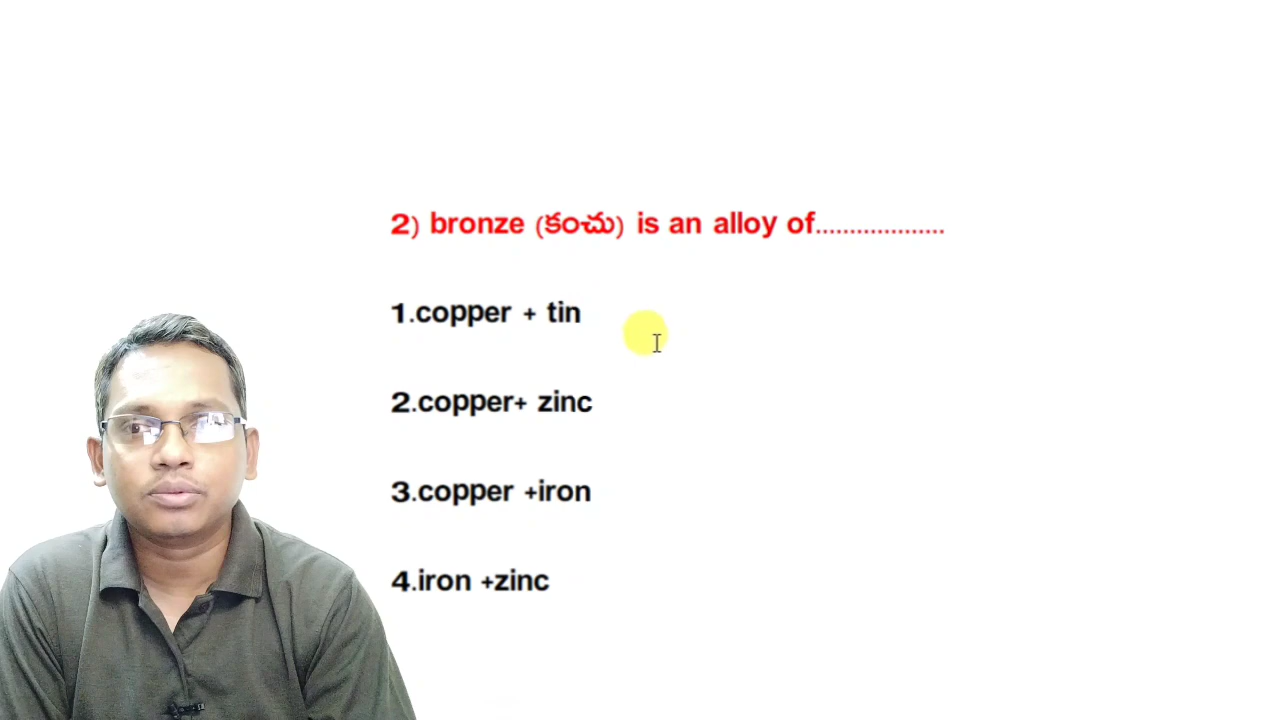 2) bronze (కంచు) is an alloy of...................
1.copper + tin
2.copper+ zinc
3.copper +iron
4.iron +zinc